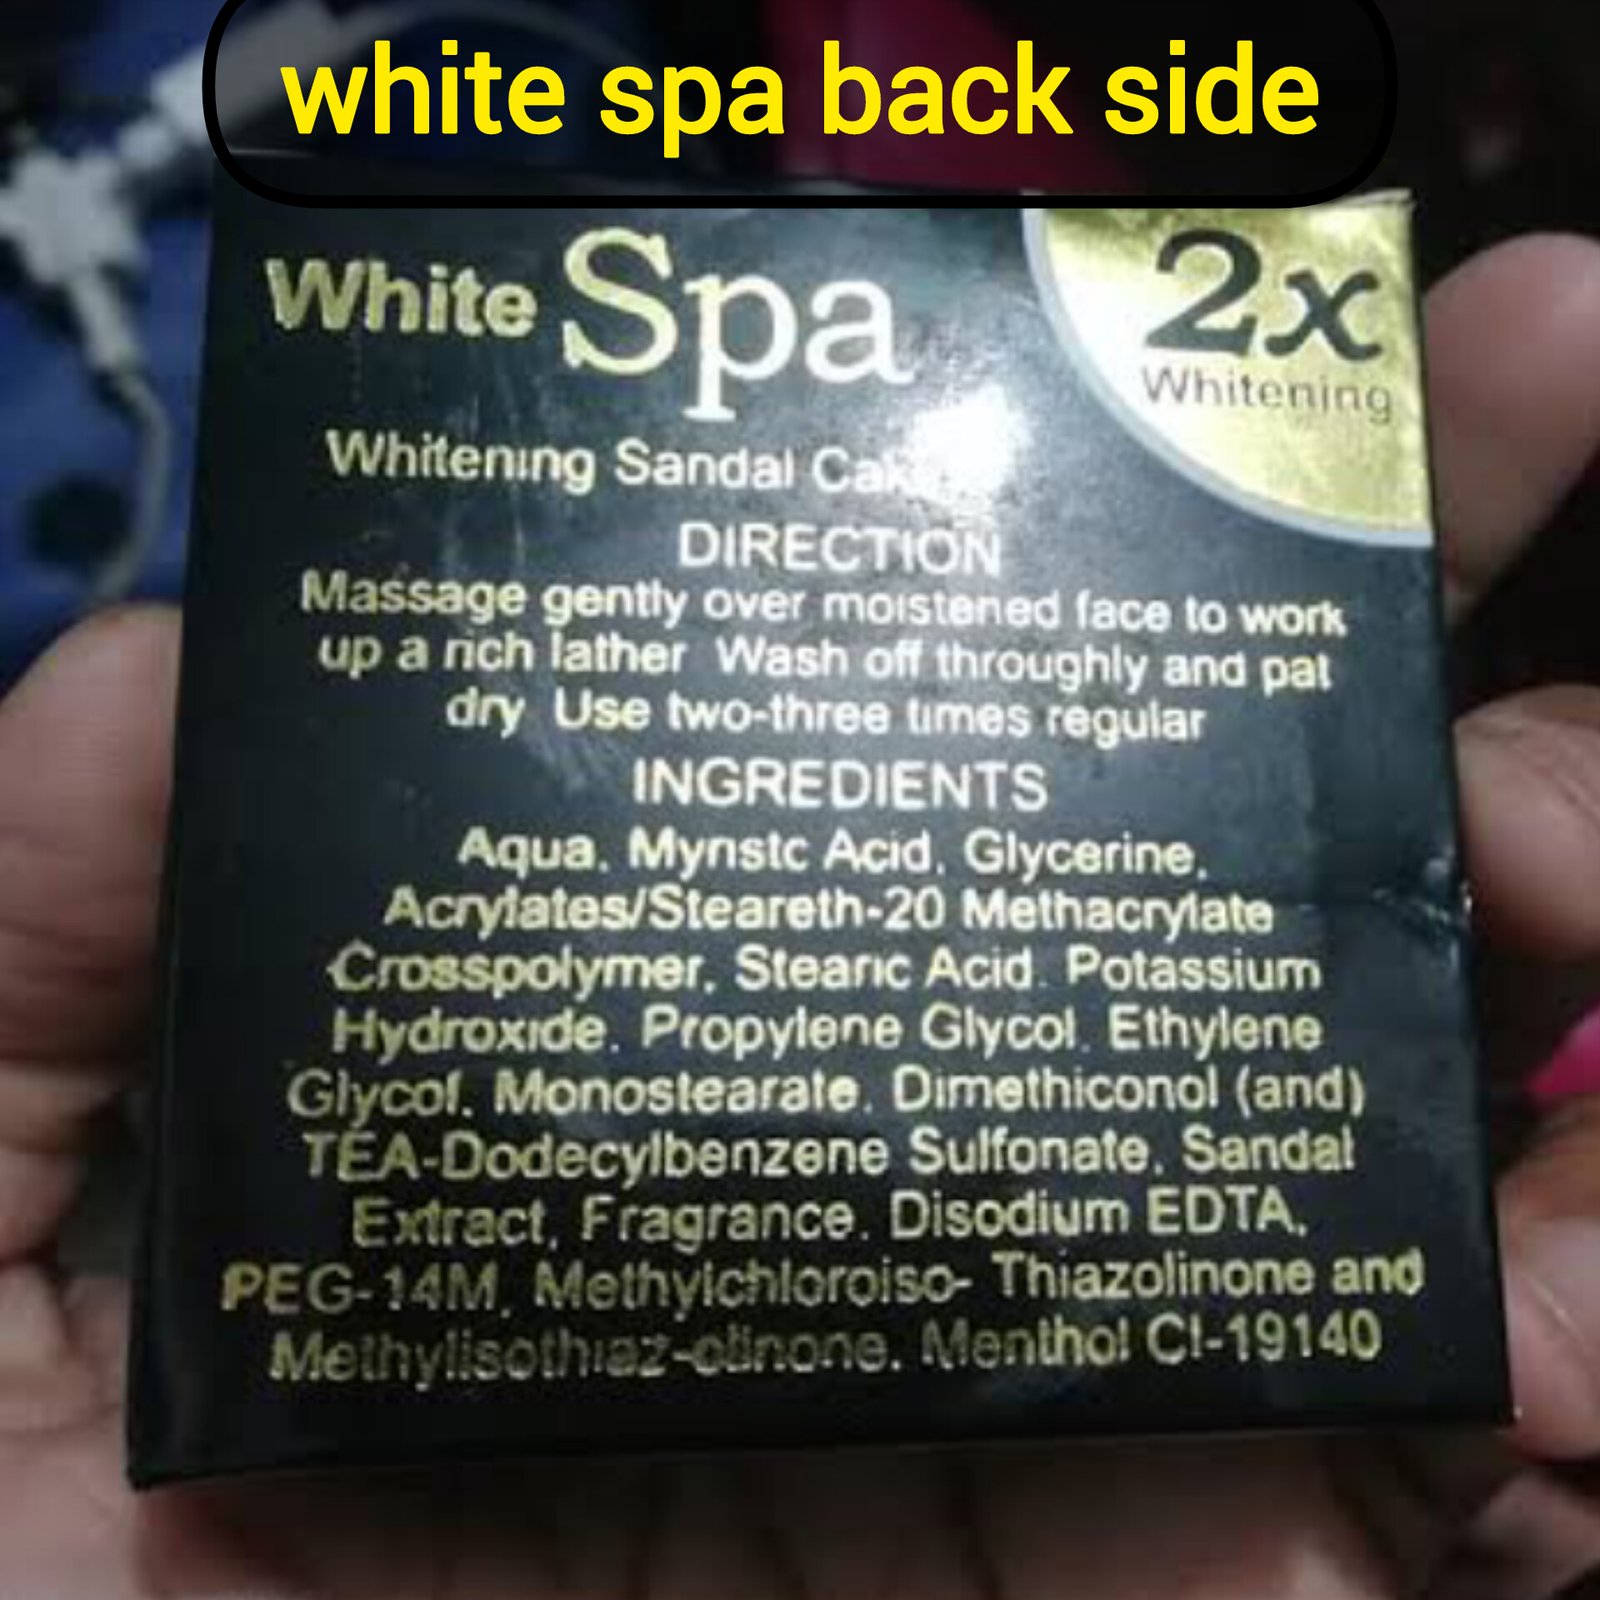 white spa back side
White Spa
2x
Whitening
Whitening Sandal
DIRECTION
Massage gently over moistened face to work
up a rich lather Wash off throughly and pat
dry Use two-three times regular
INGREDIENTS
Aqua, Mynstc Acid, Glycerine,
Acrylates/Steareth-20 Methacrylate
Crosspolymer, Stearic Acid. Potassium
Hydroxide. Propylene Glycol. Ethylene
Glycol. Monostearate. Dimethiconol (and)
TEA-Dodecylbenzene Sulfonate. Sandal
Extract, Fragrance. Disodium EDTA,
PEG-14M, Methylchloroiso- Thiazolinone and
Methylisothiaz-olinone. Menthol CI-19140